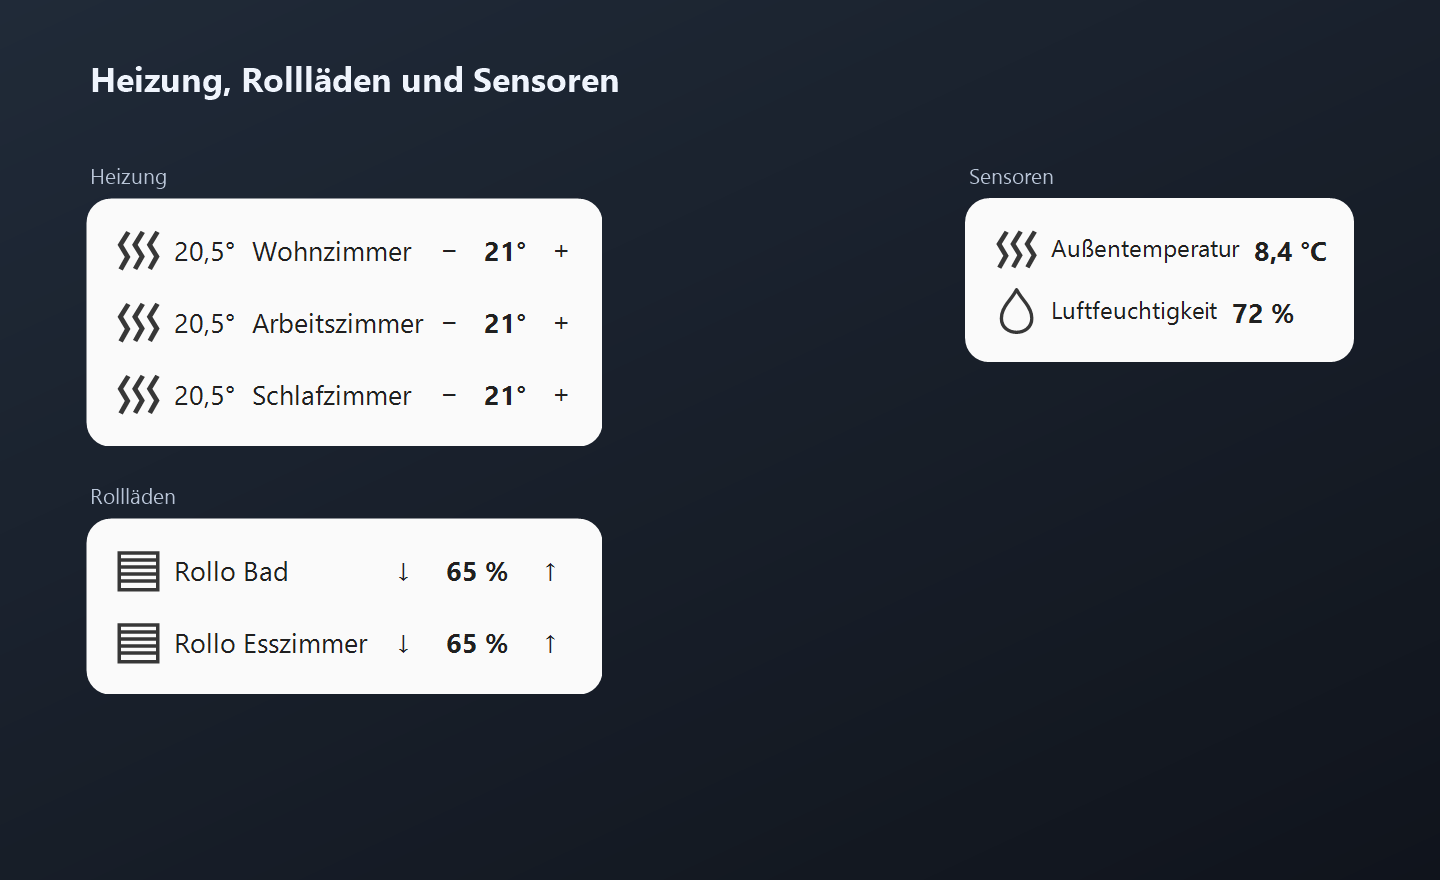 Heizung, Rollläden und Sensoren
Heizung
20,5° Wohnzimmer − 21° +
20,5° Arbeitszimmer − 21° +
20,5° Schlafzimmer − 21° +
Rollläden
Rollo Bad ↓ 65 % ↑
Rollo Esszimmer ↓ 65 % ↑
Sensoren
Außentemperatur 8,4 °C
Luftfeuchtigkeit 72 %